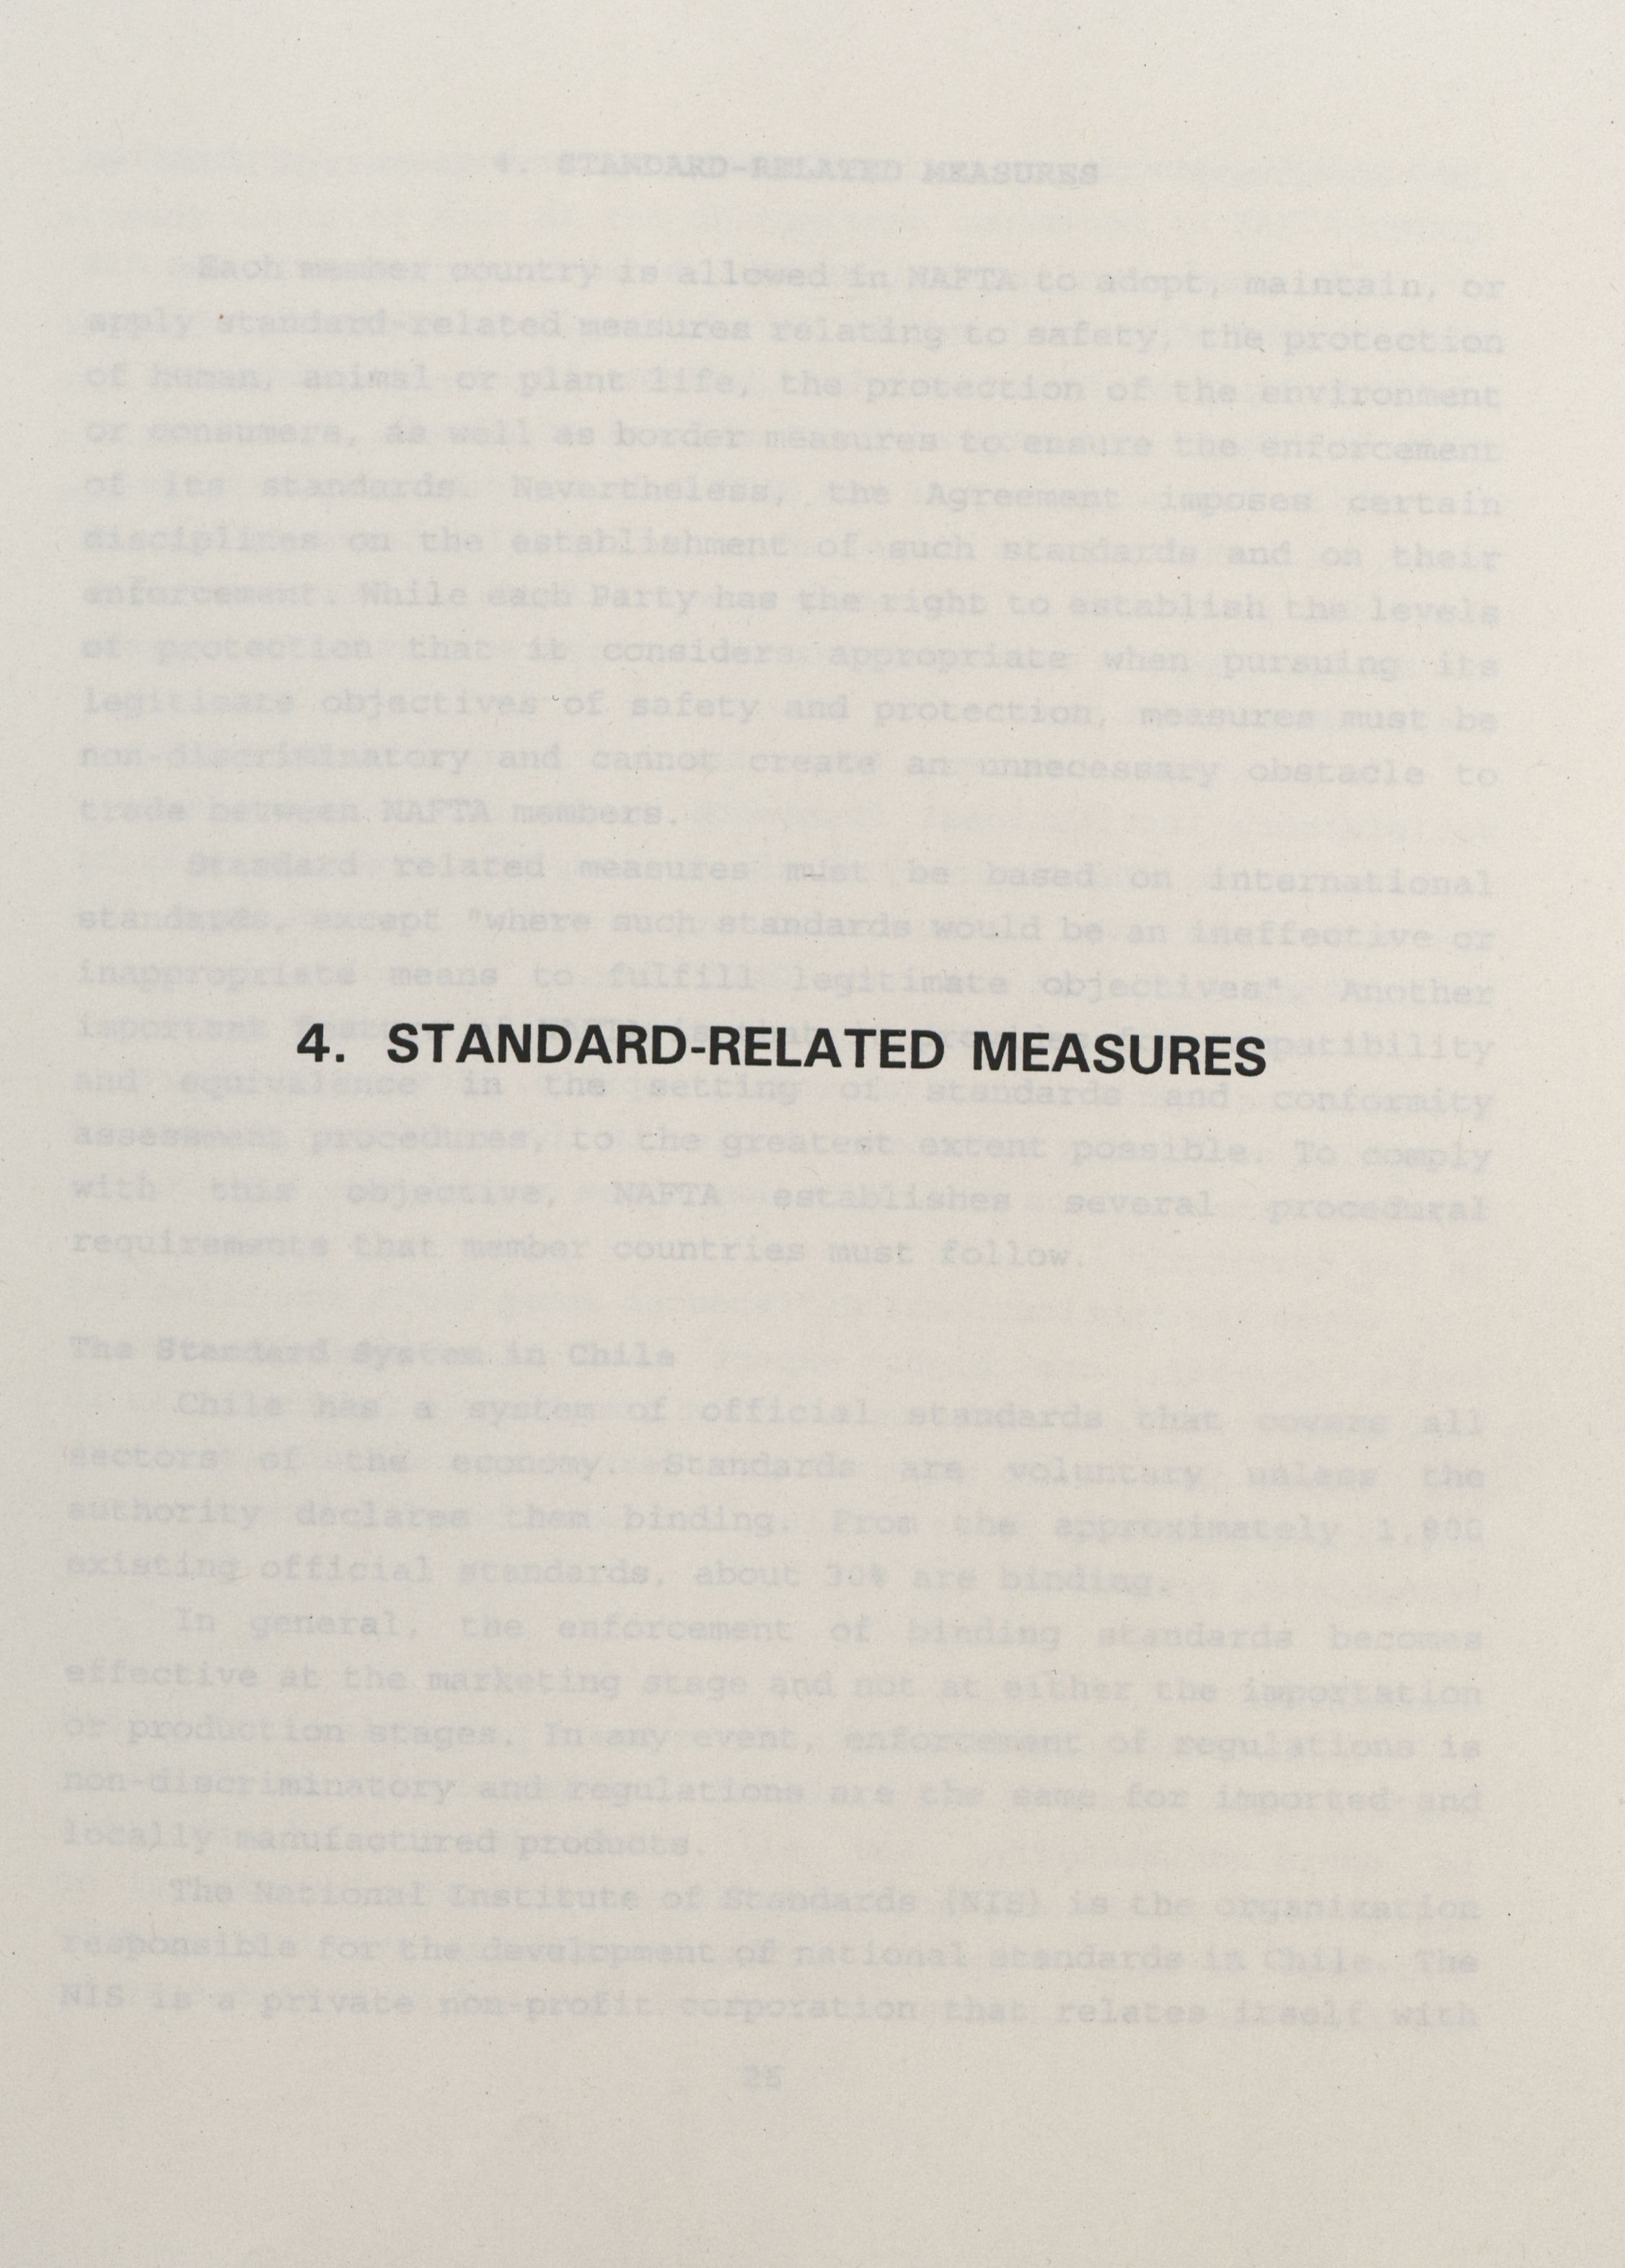 4. STANDARD-RELATED MEASURES
Each member country is allowed in NAFTA to adopt, maintain, or
apply standard-related measures relating to safety, the protection
of human, animal or plant life, the protection of the environment
or consumers, as well as border measures to ensure the enforcement
of its standards. Nevertheless, the Agreement imposes certain
disciplines on the establishment of such standards and on their
enforcement. While each Party has the right to establish the levels
of protection that it considers appropriate when pursuing its
legitimate objectives of safety and protection, measures must be
non-discriminatory and cannot create an unnecessary obstacle to
trade between NAFTA members.
Standard related measures must be based on international
standards, except "where such standards would be an ineffective or
inappropriate means to fulfill legitimate objectives". Another
important compatibility
4. STANDARD-RELATED MEASURES
and equivalence in the setting of standards and conformity
assessment procedures, to the greatest extent possible. To comply
with this objective, NAFTA establishes several procedural
requirements that member countries must follow.
The Standard System in Chile
Chile has a system of official standards that covers all
sectors of the economy. Standards are voluntary unless the
authority declares them binding. From the approximately
existing official standards, about 30% are binding.
In general, the enforcement of binding standards becomes
effective at the marketing stage and not at either the importation
or production stages. In any event, enforcement of regulations is
non-discriminatory and regulations are the same for imported and
locally manufactured products.
The National Institute of Standards (NIS) is the organization
responsible for the development of national standards in Chile. The
NIS is a private non-profit corporation that relates itself with
25